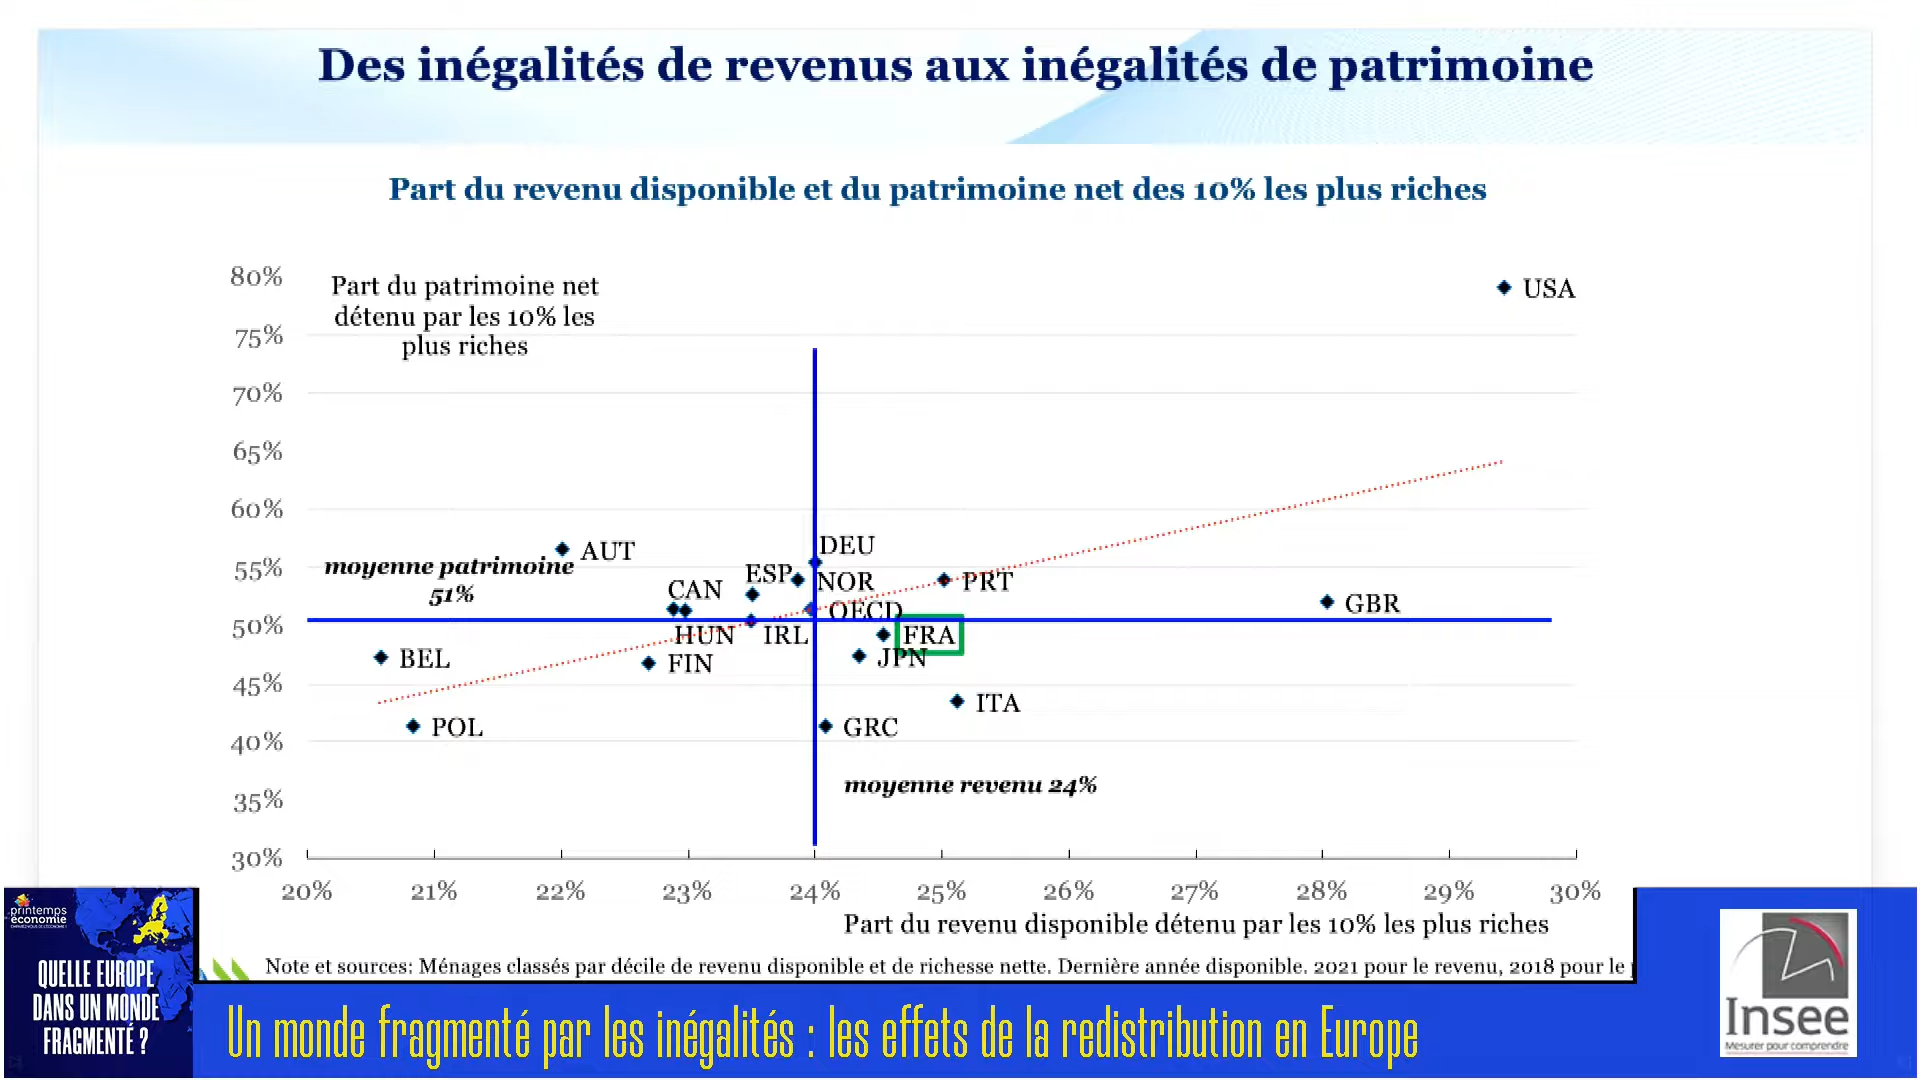 Des inégalités de revenus aux inégalités de patrimoine
Part du revenu disponible et du patrimoine net des 10% les plus riches
Part du patrimoine net
détenu par les 10% les
plus riches
80%
75%
70%
65%
60%
55%
50%
45%
40%
35%
30%
USA
AUT
DEU
moyenne patrimoine
51%
ESP
NOR
PRT
CAN
OECD
GBR
HUN
IRL
FRA
BEL
FIN
JPN
ITA
POL
GRC
moyenne revenu 24%
20% 21% 22% 23% 24% 25% 26% 27% 28% 29% 30%
Part du revenu disponible détenu par les 10% les plus riches
Note et sources: Ménages classés par décile de revenu disponible et de richesse nette. Dernière année disponible. 2021 pour le revenu, 2018 pour le
printemps
économie
QUELLE EUROPE
DANS UN MONDE
FRAGMENTÉ ?
Un monde fragmenté par les inégalités : les effets de la redistribution en Europe
Insee
Mesurer pour comprendre